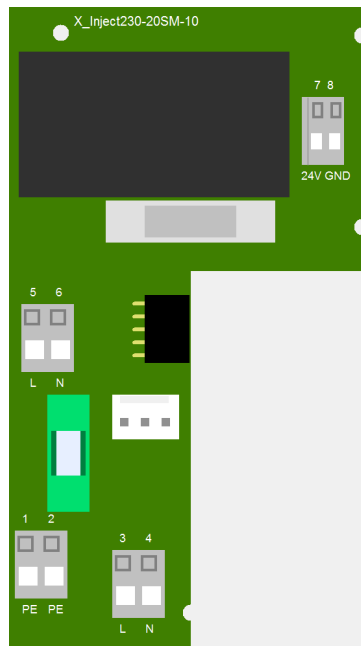 X_Inject230-20SM-10
7 8
24V GND
5 6
L N
1 2
PE PE
3 4
L N